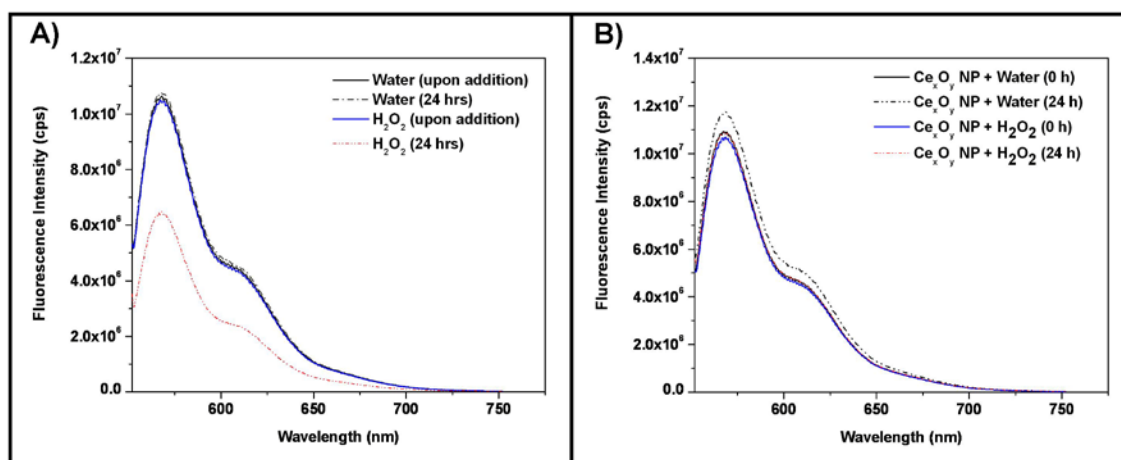 A)
1.2x10⁷
1.0x10⁷
8.0x10⁶
6.0x10⁶
4.0x10⁶
2.0x10⁶
0.0
600
650
700
750
Fluorescence Intensity (cps)
Wavelength (nm)
Water (upon addition)
Water (24 hrs)
H₂O₂ (upon addition)
H₂O₂ (24 hrs)
B)
1.4x10⁷
1.2x10⁷
1.0x10⁷
8.0x10⁶
6.0x10⁶
4.0x10⁶
2.0x10⁶
0.0
600
650
700
750
Fluorescence Intensity (cps)
Wavelength (nm)
CeₓOᵧ NP + Water (0 h)
CeₓOᵧ NP + Water (24 h)
CeₓOᵧ NP + H₂O₂ (0 h)
CeₓOᵧ NP + H₂O₂ (24 h)